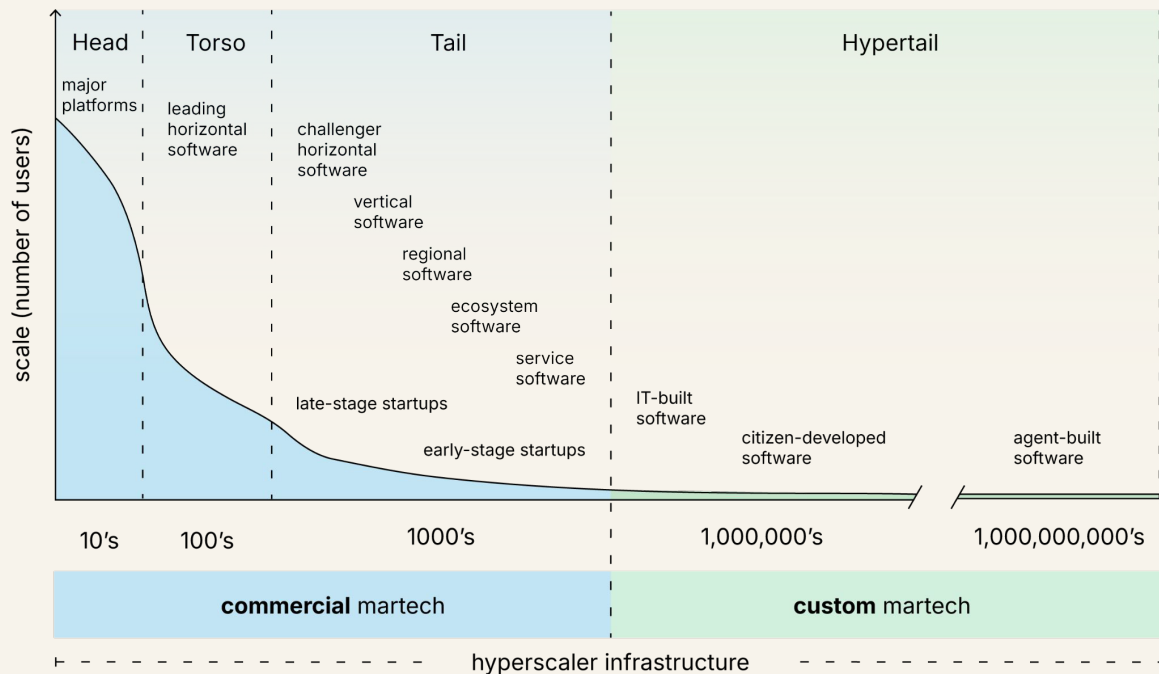 Head
Torso
Tail
Hypertail
major
platforms
leading
horizontal
software
challenger
horizontal
software
vertical
software
regional
software
ecosystem
software
service
software
late-stage startups
early-stage startups
IT-built
software
citizen-developed
software
agent-built
software
scale (number of users)
10's
100's
1000's
1,000,000's
1,000,000,000's
commercial martech
custom martech
hyperscaler infrastructure